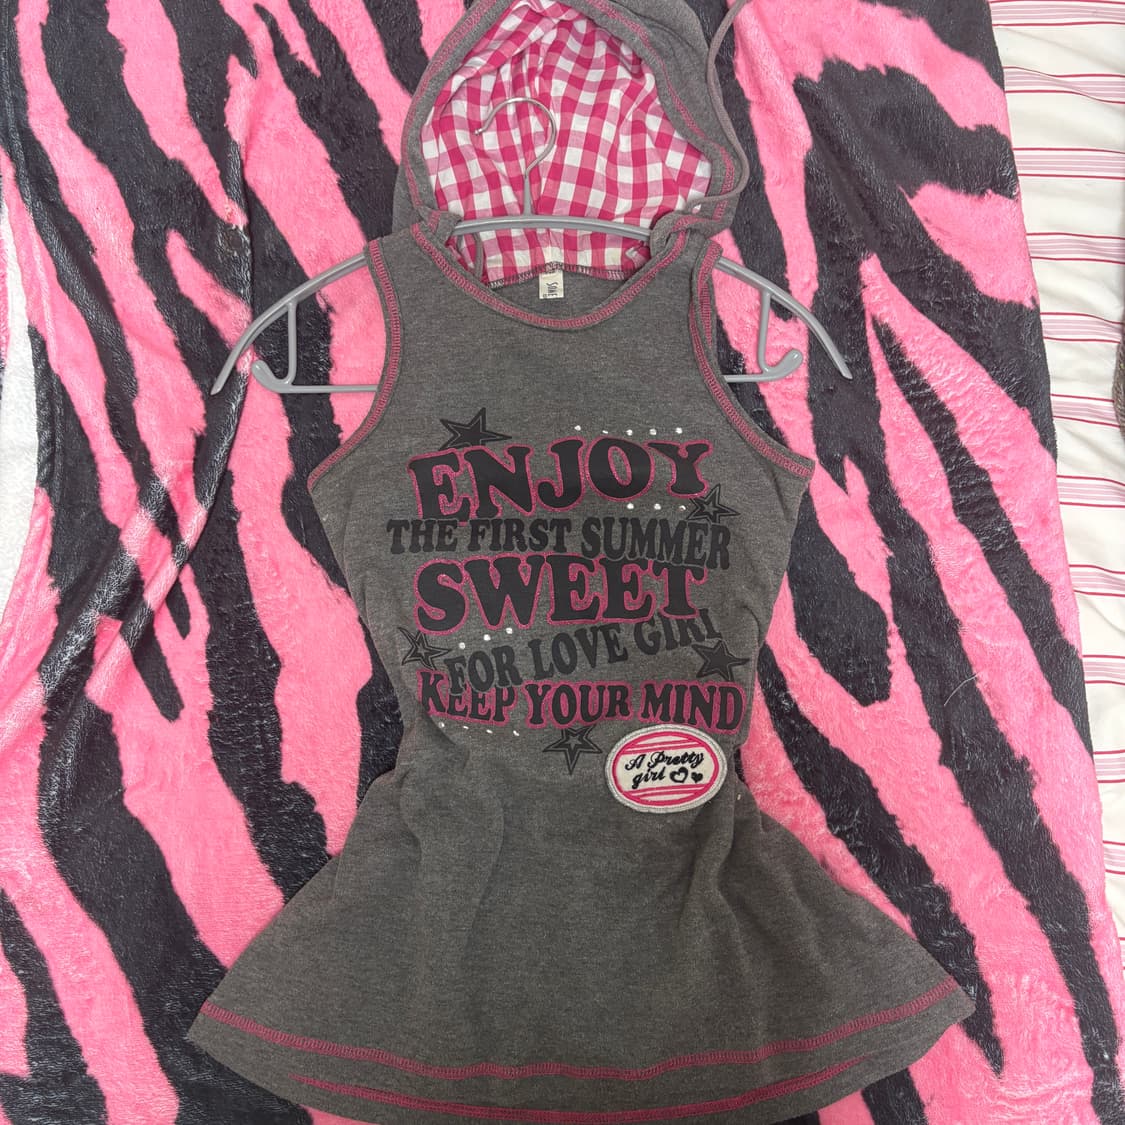 ENJOY
THE FIRST SUMMER
SWEET
FOR LOVE GIRL
KEEP YOUR MIND
A Pretty
girl